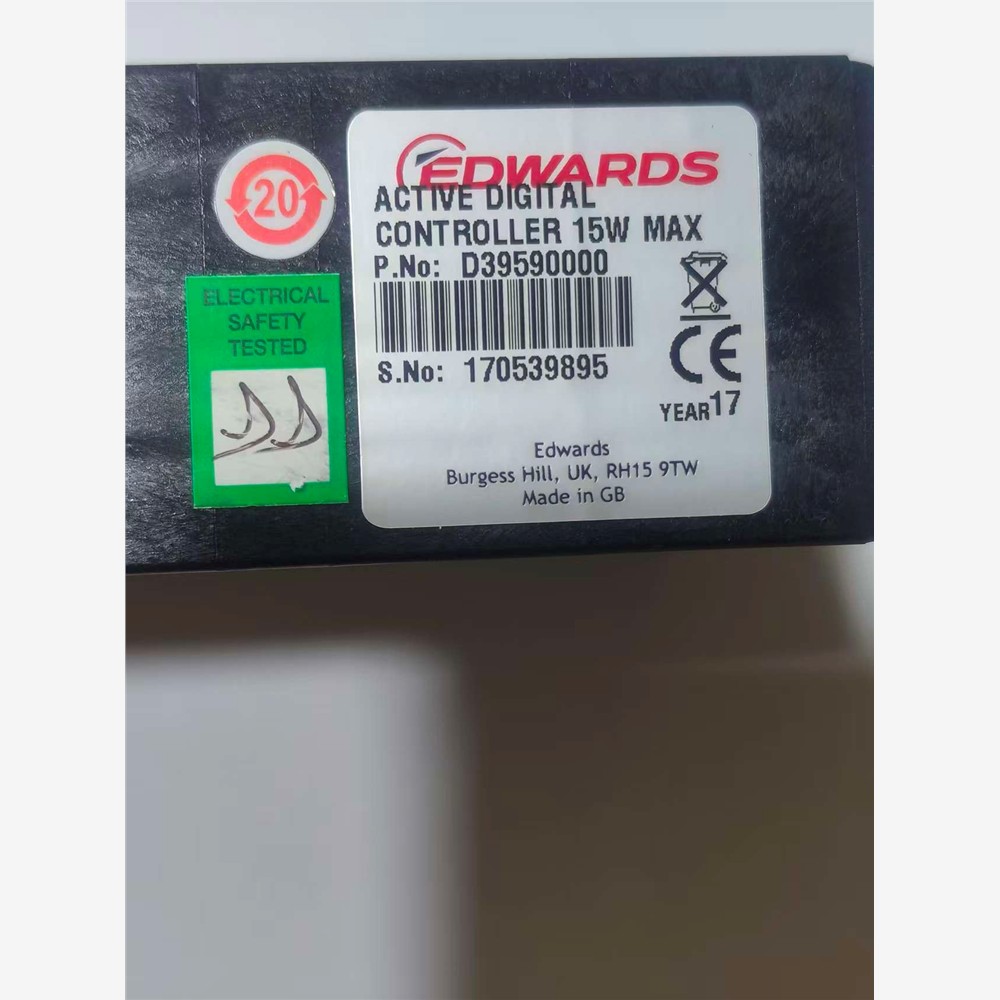 20
ELECTRICAL
SAFETY
TESTED
EDWARDS
ACTIVE DIGITAL
CONTROLLER 15W MAX
P.No: D39590000
S.No: 170539895
CE
YEAR17
Edwards
Burgess Hill, UK, RH15 9TW
Made in GB